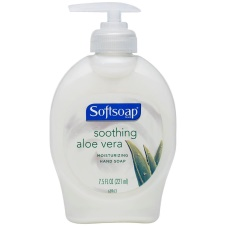 Softsoap
soothing
aloe vera
MOISTURIZING
HAND SOAP
7.5 FL OZ (221 mL)